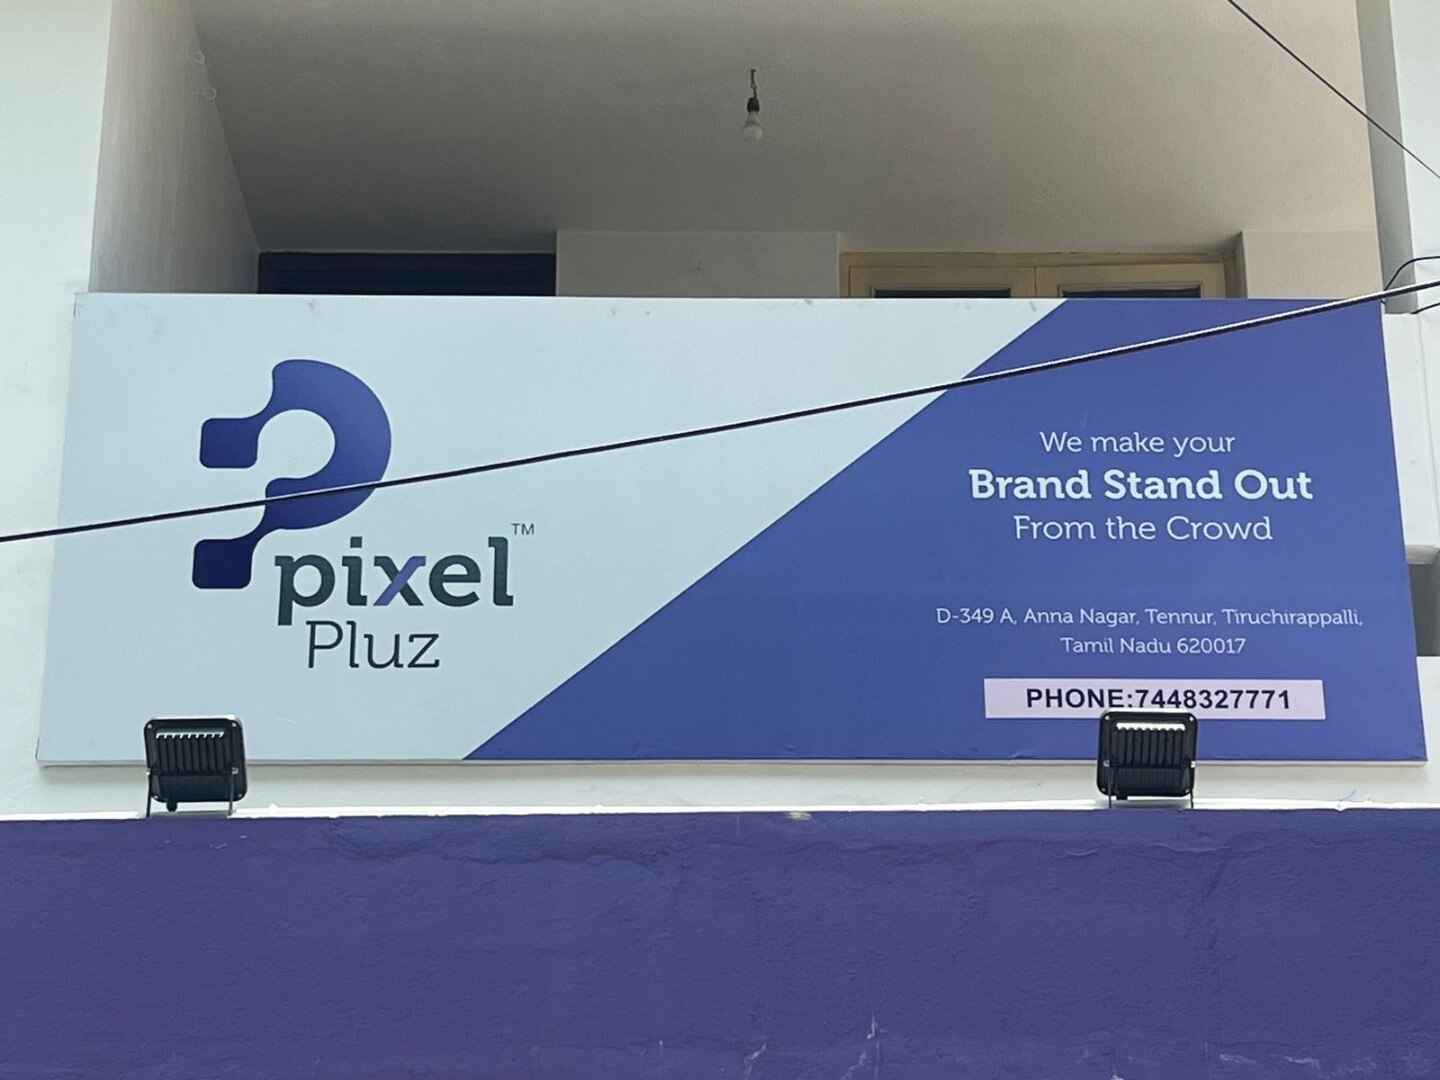 pixel™
Pluz
We make your
Brand Stand Out
From the Crowd
D-349 A, Anna Nagar, Tennur, Tiruchirappalli,
Tamil Nadu 620017
PHONE:7448327771